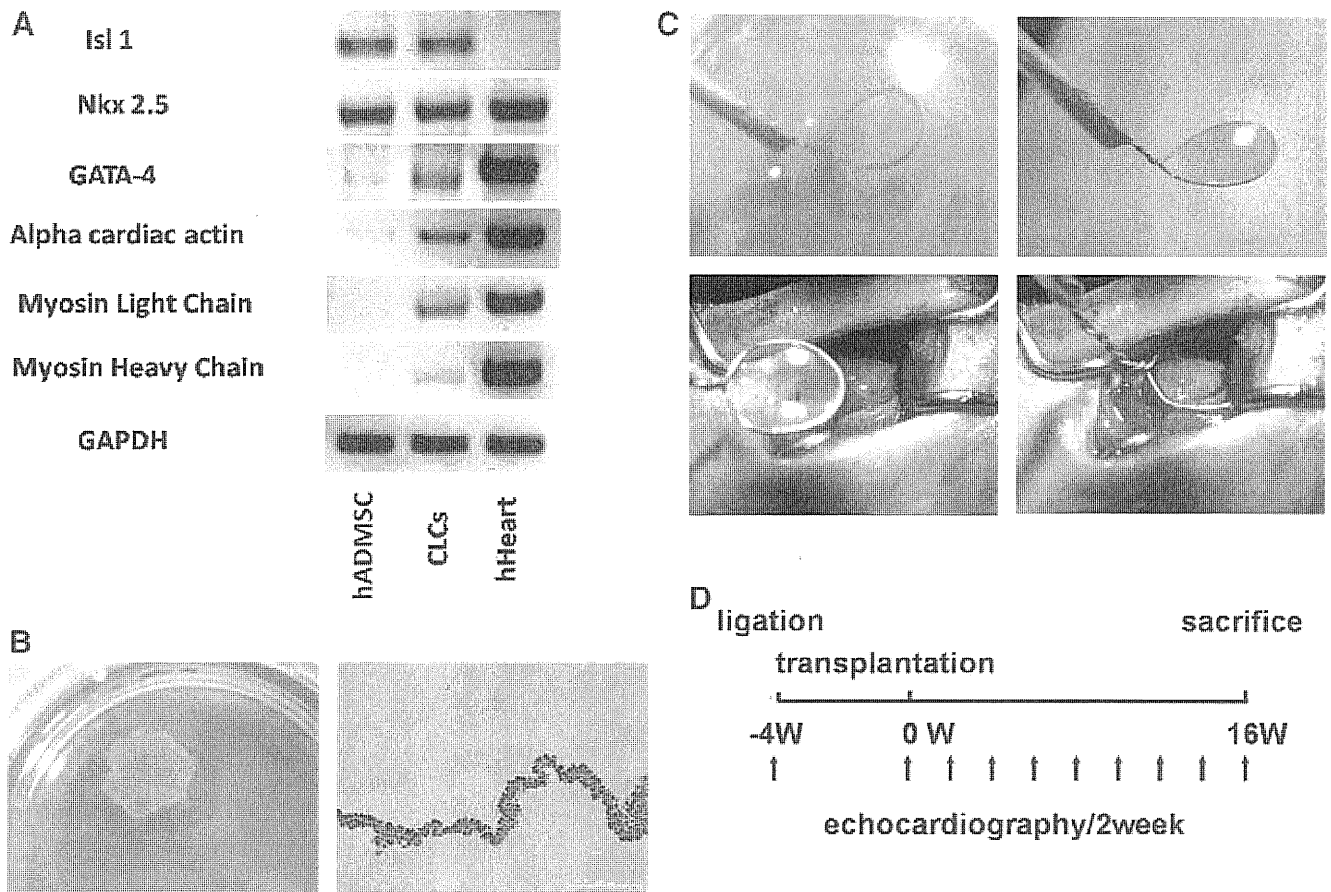 A
Isl 1
Nkx 2.5
GATA-4
Alpha cardiac actin
Myosin Light Chain
Myosin Heavy Chain
GAPDH
hADMSC
CLCs
hHeart
B
C
D
ligation
sacrifice
transplantation
-4W
0 W
16W
echocardiography/2week